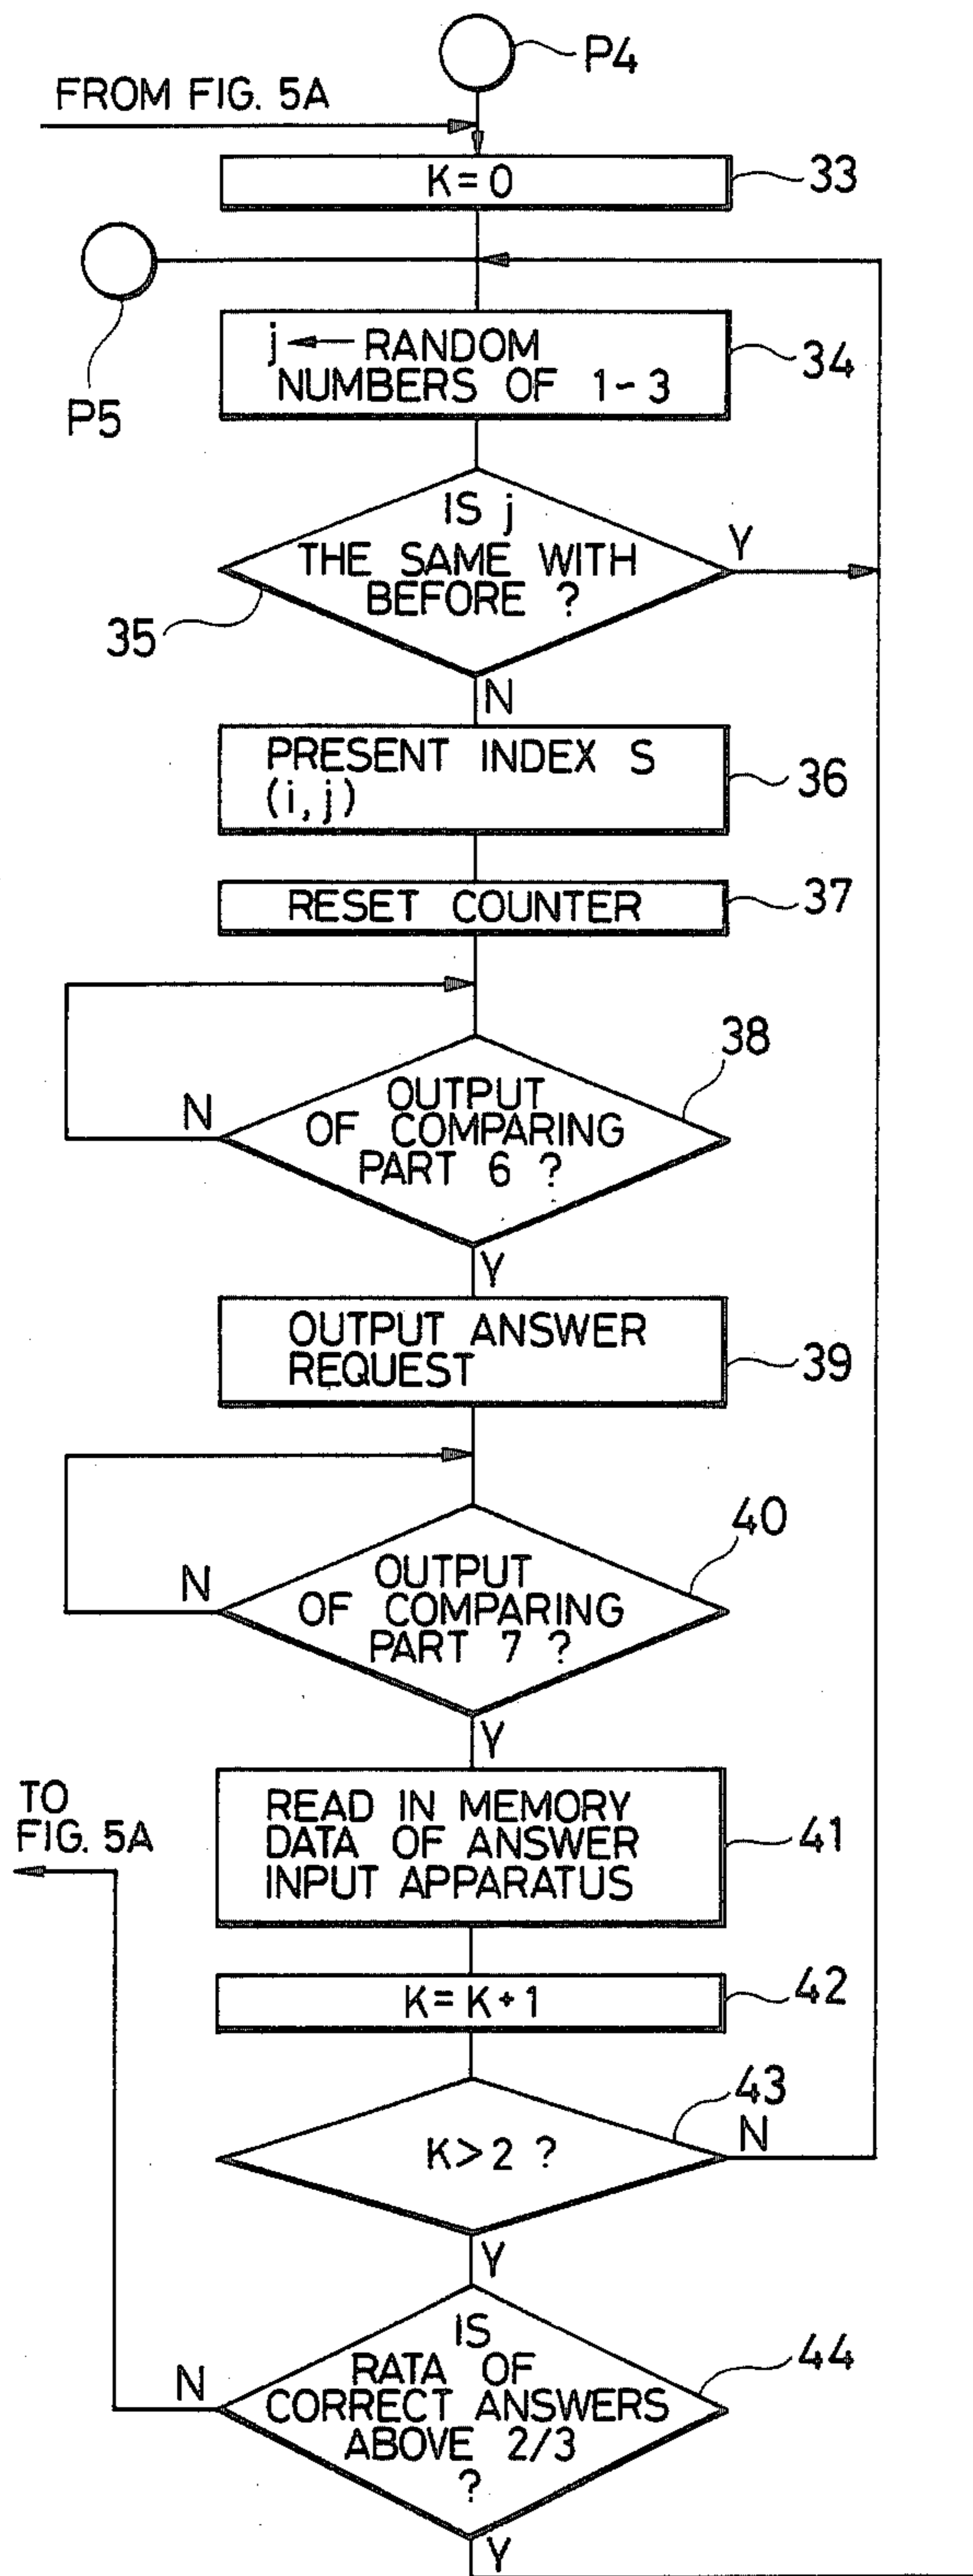 P4
FROM FIG. 5A
K=0
33
P5
j ← RANDOM
NUMBERS OF 1-3
34
IS j
THE SAME WITH
BEFORE ?
Y
35
N
PRESENT INDEX S
(i,j)
36
RESET COUNTER
37
38
OUTPUT
OF COMPARING
PART 6 ?
N
Y
OUTPUT ANSWER
REQUEST
39
40
OUTPUT
OF COMPARING
PART 7 ?
N
Y
TO
FIG. 5A
READ IN MEMORY
DATA OF ANSWER
INPUT APPARATUS
41
K=K+1
42
43
K>2 ?
N
Y
44
IS
RATA OF
CORRECT ANSWERS
ABOVE 2/3
?
N
Y